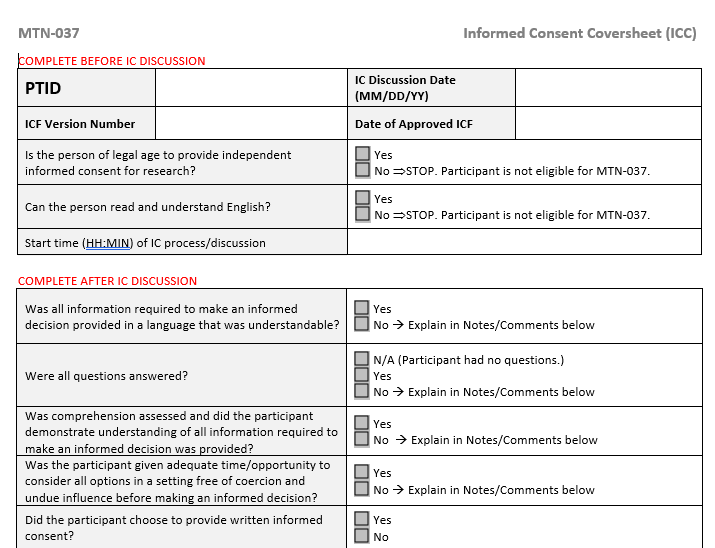 MTN-037 Informed Consent Coversheet (ICC)
COMPLETE BEFORE IC DISCUSSION
PTID
IC Discussion Date
(MM/DD/YY)
ICF Version Number
Date of Approved ICF
Is the person of legal age to provide independent
informed consent for research?
Yes
No ⇒STOP. Participant is not eligible for MTN-037.
Can the person read and understand English?
Yes
No ⇒STOP. Participant is not eligible for MTN-037.
Start time (HH:MIN) of IC process/discussion
COMPLETE AFTER IC DISCUSSION
Was all information required to make an informed
decision provided in a language that was understandable?
Yes
No → Explain in Notes/Comments below
Were all questions answered?
N/A (Participant had no questions.)
Yes
No → Explain in Notes/Comments below
Was comprehension assessed and did the participant
demonstrate understanding of all information required to
make an informed decision was provided?
Yes
No → Explain in Notes/Comments below
Was the participant given adequate time/opportunity to
consider all options in a setting free of coercion and
undue influence before making an informed decision?
Yes
No → Explain in Notes/Comments below
Did the participant choose to provide written informed
consent?
Yes
No